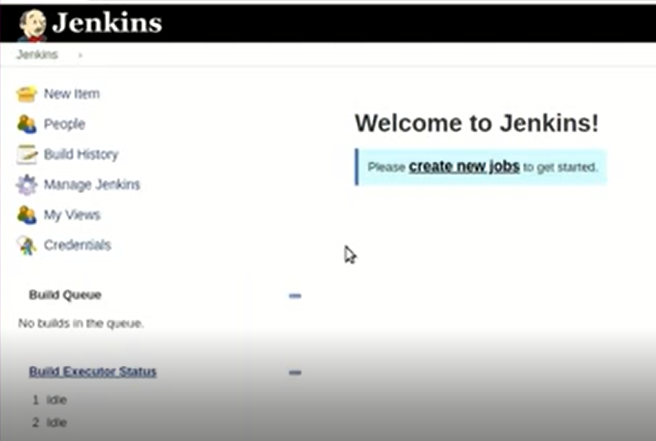 Jenkins
Jenkins
New Item
People
Build History
Manage Jenkins
My Views
Credentials
Build Queue
No builds in the queue.
Build Executor Status
1 Idle
2 Idle
Welcome to Jenkins!
Please create new jobs to get started.